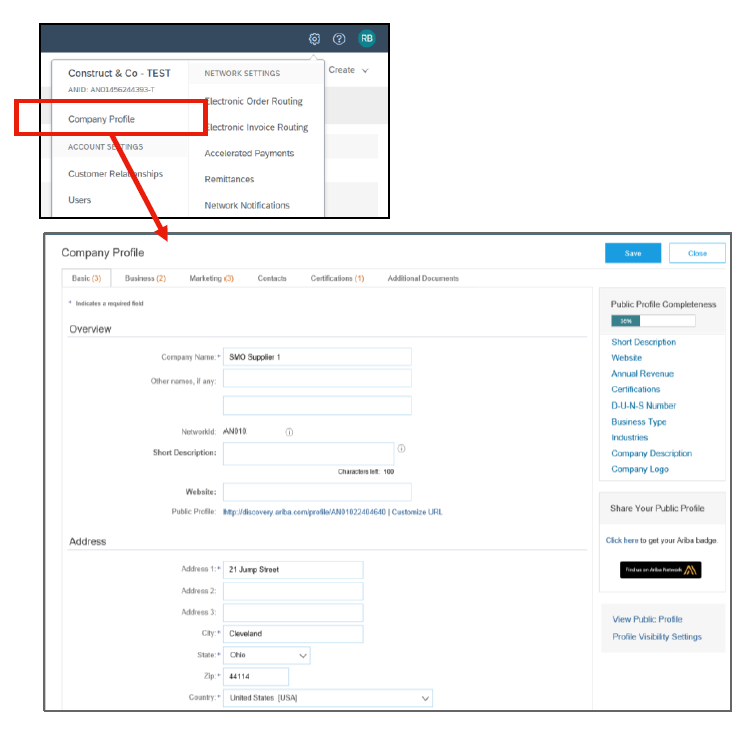 RB
Create
Construct & Co - TEST
ANID: AN01456244393-T
Company Profile
ACCOUNT SETTINGS
Customer Relationships
Users
NETWORK SETTINGS
Electronic Order Routing
Electronic Invoice Routing
Accelerated Payments
Remittances
Network Notifications
Company Profile
Save
Close
Basic (3)
Business (2)
Marketing (3)
Contacts
Certifications (1)
Additional Documents
* Indicates a required field
Overview
Company Name:* SMO Supplier 1
Other names, if any:
NetworkId: AN010
Short Description:
Characters left: 100
Website:
Public Profile: http://discovery.ariba.com/profile/AN01022404640 | Customize URL
Address
Address 1:* 21 Jump Street
Address 2:
Address 3:
City:* Cleveland
State:* Ohio
Zip:* 44114
Country:* United States [USA]
Public Profile Completeness
35%
Short Description
Website
Annual Revenue
Certifications
D-U-N-S Number
Business Type
Industries
Company Description
Company Logo
Share Your Public Profile
Click here to get your Ariba badge.
Find us on Ariba Network
View Public Profile
Profile Visibility Settings